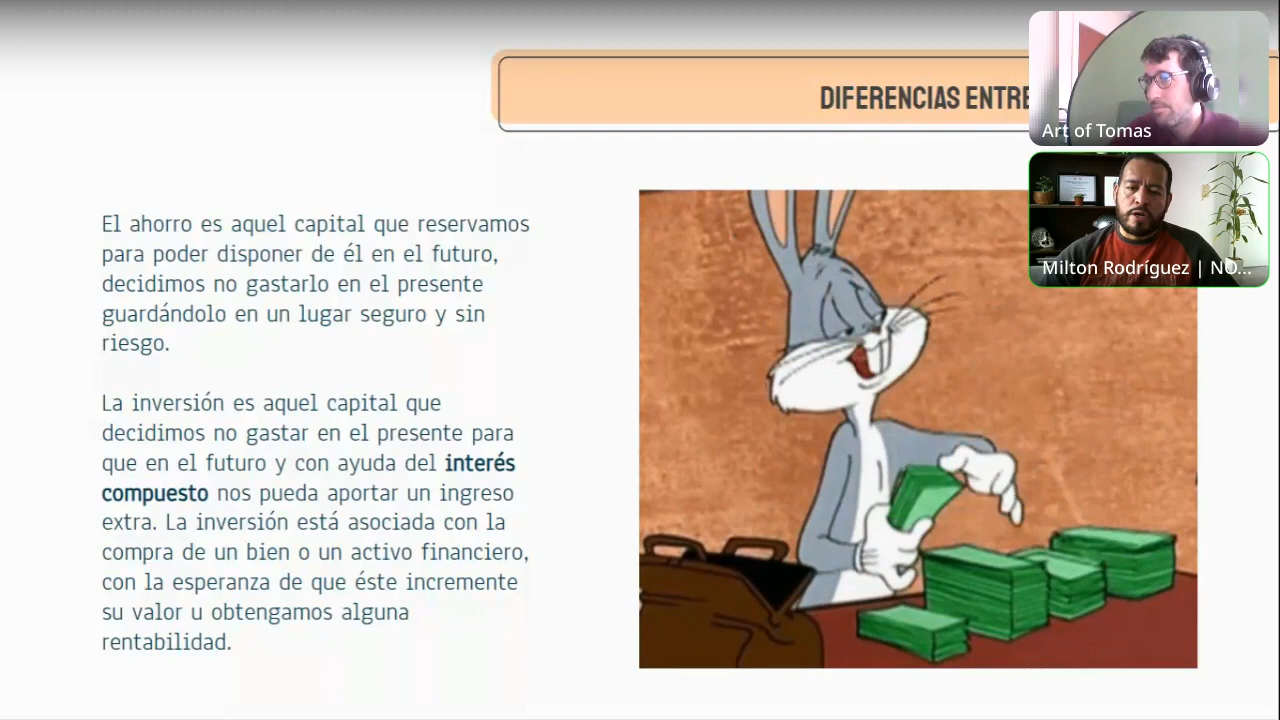 DIFERENCIAS ENTRE
Art of Tomas
Milton Rodríguez | NO...
El ahorro es aquel capital que reservamos
para poder disponer de él en el futuro,
decidimos no gastarlo en el presente
guardándolo en un lugar seguro y sin
riesgo.
La inversión es aquel capital que
decidimos no gastar en el presente para
que en el futuro y con ayuda del interés
compuesto nos pueda aportar un ingreso
extra. La inversión está asociada con la
compra de un bien o un activo financiero,
con la esperanza de que éste incremente
su valor u obtengamos alguna
rentabilidad.